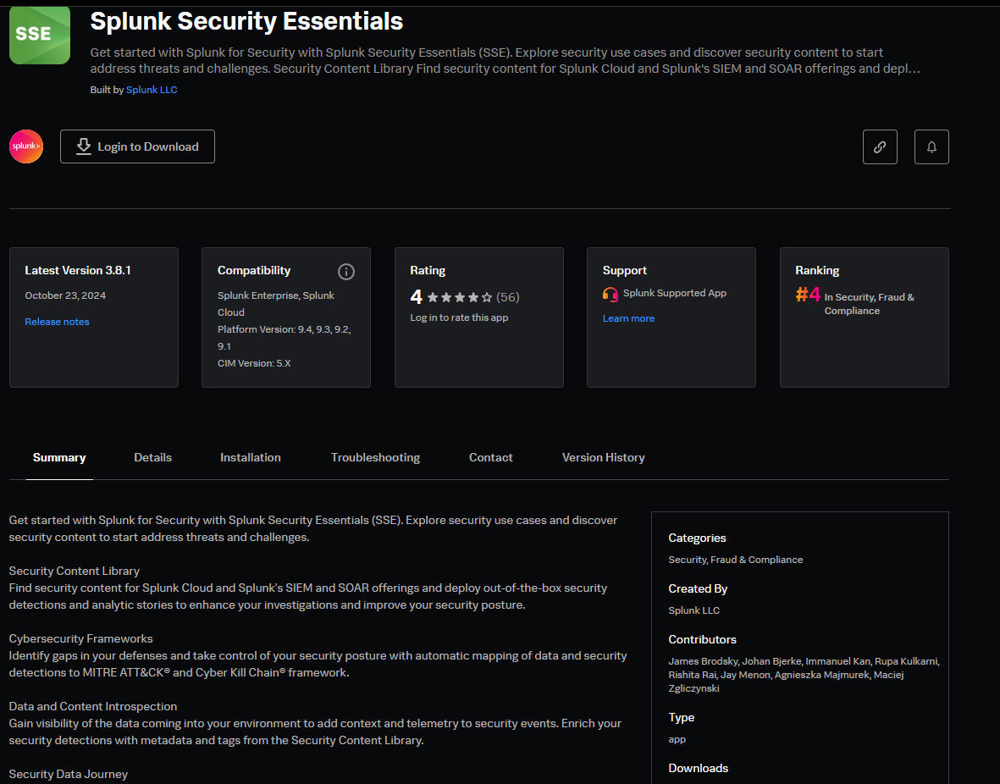 SSE
Splunk Security Essentials
Get started with Splunk for Security with Splunk Security Essentials (SSE). Explore security use cases and discover security content to start
address threats and challenges. Security Content Library Find security content for Splunk Cloud and Splunk's SIEM and SOAR offerings and depl...
Built by Splunk LLC
splunk>
Login to Download
Latest Version 3.8.1
October 23, 2024
Release notes
Compatibility
Splunk Enterprise, Splunk
Cloud
Platform Version: 9.4, 9.3, 9.2,
9.1
CIM Version: 5.X
Rating
4 (56)
Log in to rate this app
Support
Splunk Supported App
Learn more
Ranking
#4 In Security, Fraud &
Compliance
Summary
Details
Installation
Troubleshooting
Contact
Version History
Get started with Splunk for Security with Splunk Security Essentials (SSE). Explore security use cases and discover
security content to start address threats and challenges.
Security Content Library
Find security content for Splunk Cloud and Splunk's SIEM and SOAR offerings and deploy out-of-the-box security
detections and analytic stories to enhance your investigations and improve your security posture.
Cybersecurity Frameworks
Identify gaps in your defenses and take control of your security posture with automatic mapping of data and security
detections to MITRE ATT&CK® and Cyber Kill Chain® framework.
Data and Content Introspection
Gain visibility of the data coming into your environment to add context and telemetry to security events. Enrich your
security detections with metadata and tags from the Security Content Library.
Security Data Journey
Categories
Security, Fraud & Compliance
Created By
Splunk LLC
Contributors
James Brodsky, Johan Bjerke, Immanuel Kan, Rupa Kulkarni,
Rishita Rai, Jay Menon, Agnieszka Majmurek, Maciej
Zgliczynski
Type
app
Downloads